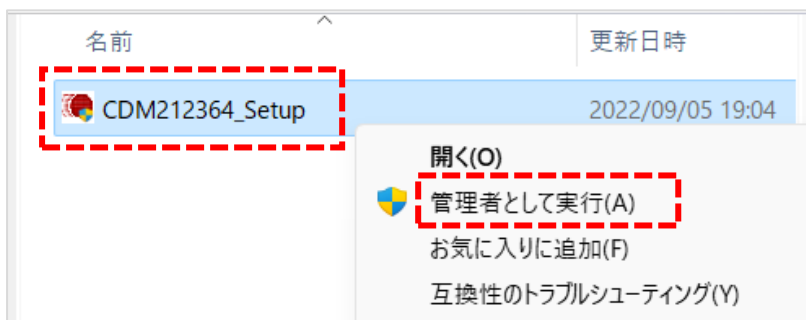 名前 更新日時
CDM212364_Setup 2022/09/05 19:04
開く(O)
管理者として実行(A)
お気に入りに追加(F)
互換性のトラブルシューティング(Y)